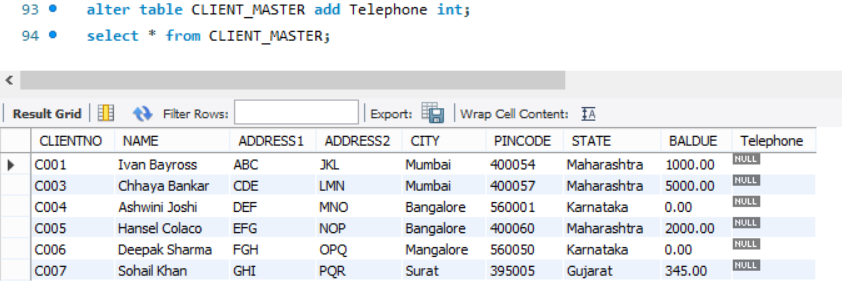 93 alter table CLIENT_MASTER add Telephone int;
94 select * from CLIENT_MASTER;
Result Grid Filter Rows: Export: Wrap Cell Content:
CLIENTNO NAME ADDRESS1 ADDRESS2 CITY PINCODE STATE BALDUE Telephone
C001 Ivan Bayross ABC JKL Mumbai 400054 Maharashtra 1000.00 NULL
C003 Chhaya Bankar CDE LMN Mumbai 400057 Maharashtra 5000.00 NULL
C004 Ashwini Joshi DEF MNO Bangalore 560001 Karnataka 0.00 NULL
C005 Hansel Colaco EFG NOP Bangalore 400060 Maharashtra 2000.00 NULL
C006 Deepak Sharma FGH OPQ Mangalore 560050 Karnataka 0.00 NULL
C007 Sohail Khan GHI PQR Surat 395005 Gujarat 345.00 NULL